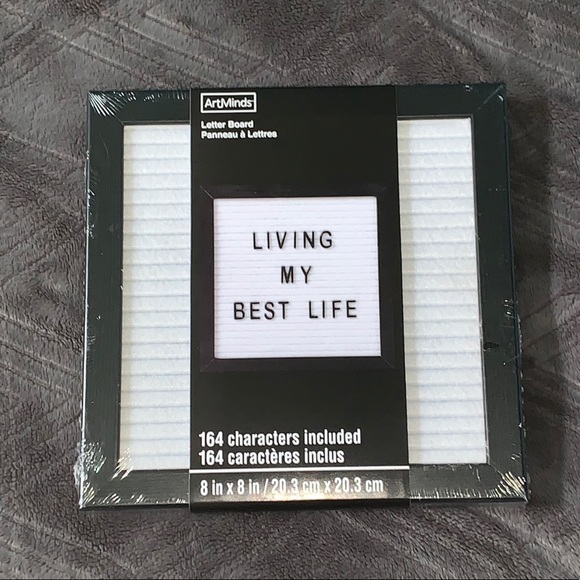 ArtMinds
Letter Board
Panneau à Lettres
LIVING
MY
BEST LIFE
164 characters included
164 caractères inclus
8 in x 8 in / 20.3 cm x 20.3 cm